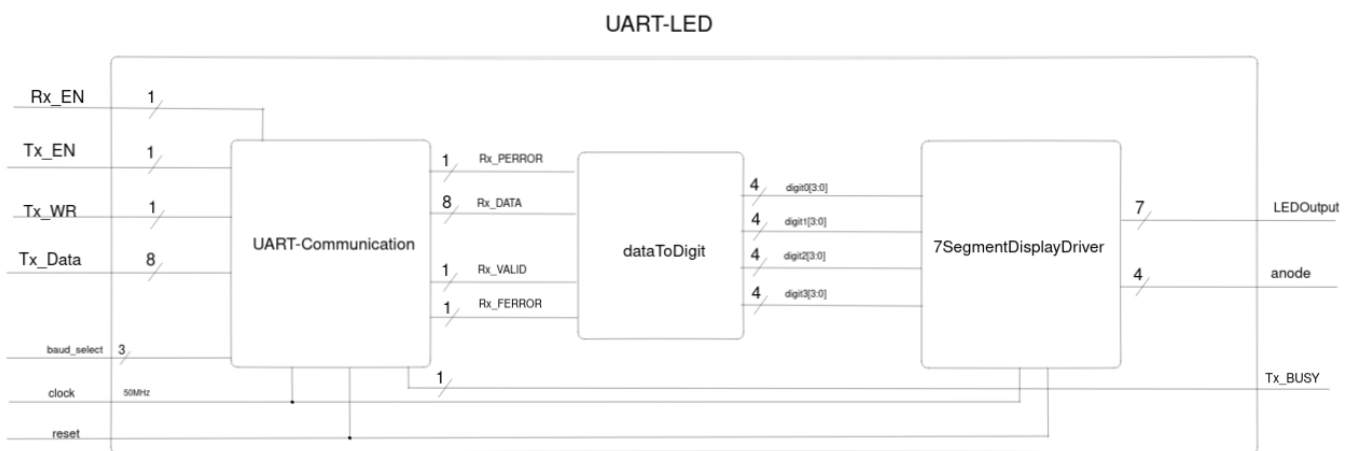 UART-LED
Rx_EN
1
Tx_EN
1
Tx_WR
1
Tx_Data
8
baud_select
3
clock
50MHz
reset
UART-Communication
1
Rx_PERROR
8
Rx_DATA
1
Rx_VALID
1
Rx_FERROR
1
dataToDigit
4
digit0[3:0]
4
digit1[3:0]
4
digit2[3:0]
4
digit3[3:0]
7SegmentDisplayDriver
7
LEDOutput
4
anode
Tx_BUSY